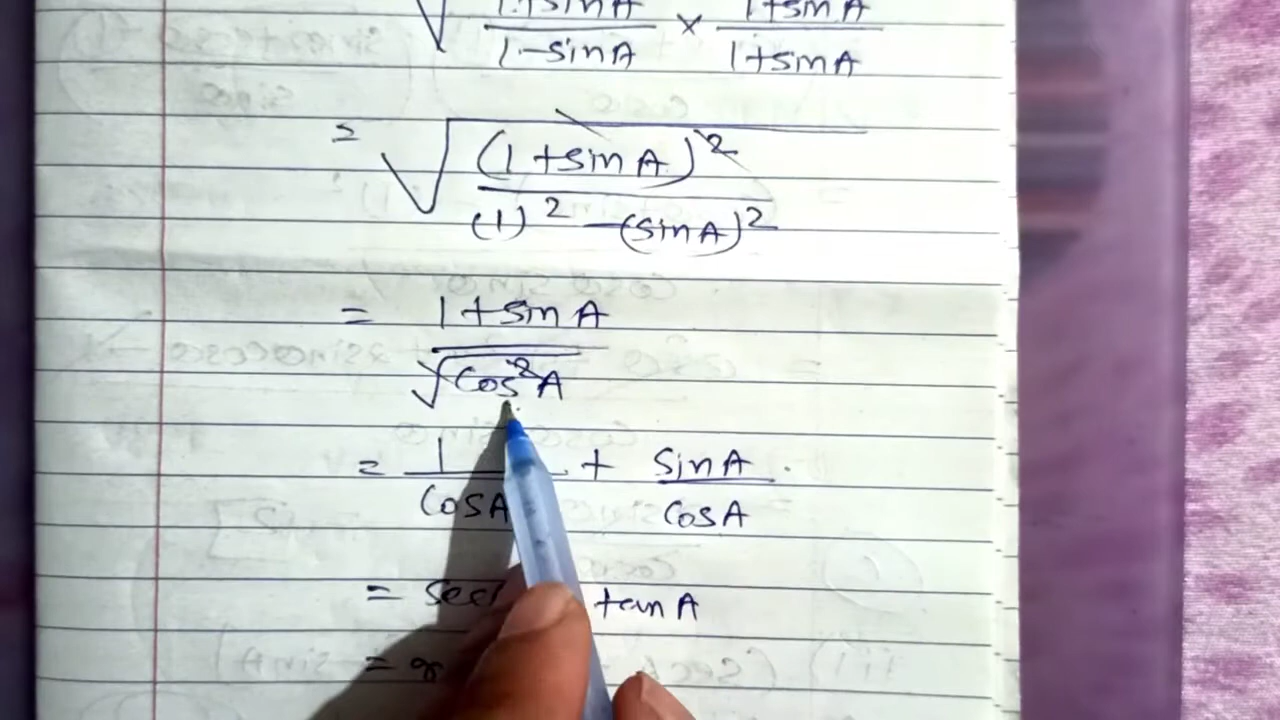 √ 1+sinA / 1-sinA × 1+sinA / 1+sinA
= √ (1+sinA)² / (1)² - (sinA)²
= 1+sinA / √cos²A
= 1 / cosA + sinA / cosA
= tanA
=